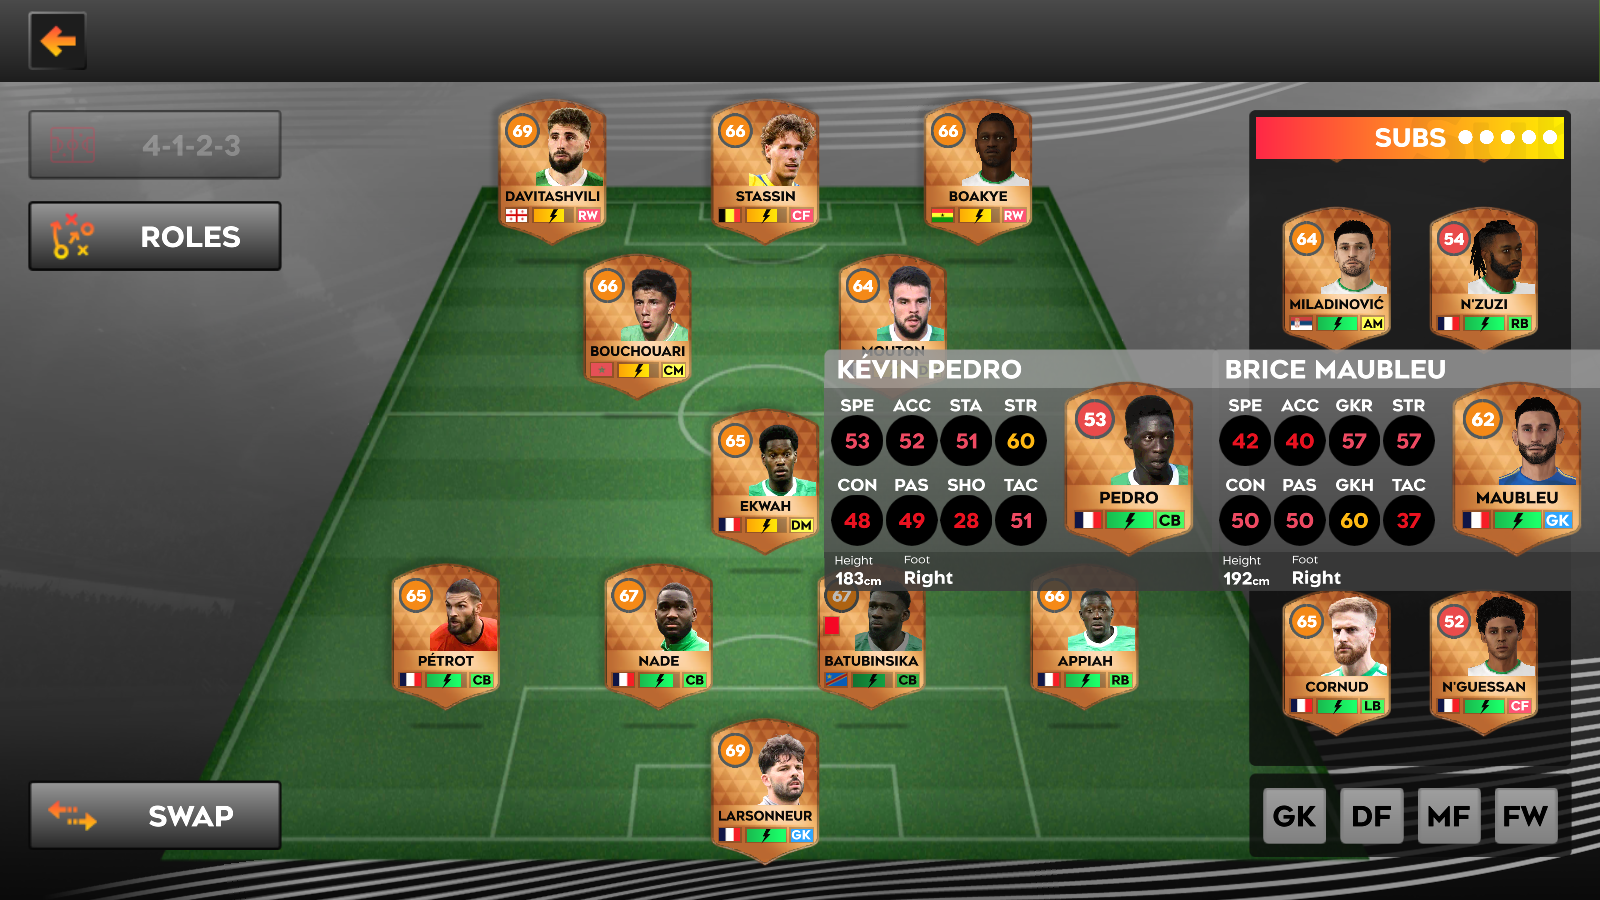 4-1-2-3
ROLES
69
DAVITASHVILI
RW
66
STASSIN
CF
66
BOAKYE
RW
SUBS
64
MILADINOVIĆ
AM
54
N'ZUZI
RB
66
BOUCHOUARI
CM
64
MOUTON
65
EKWAH
DM
KÉVIN PEDRO
SPE ACC STA STR
53 52 51 60
CON PAS SHO TAC
48 49 28 51
Height Foot
183cm Right
53
PEDRO
CB
BRICE MAUBLEU
SPE ACC GKR STR
42 40 57 57
CON PAS GKH TAC
50 50 60 37
Height Foot
192cm Right
62
MAUBLEU
GK
65
PÉTROT
CB
67
NADE
CB
67
BATUBINSIKA
CB
66
APPIAH
RB
65
CORNUD
LB
52
N'GUESSAN
CF
69
LARSONNEUR
GK
SWAP
GK DF MF FW